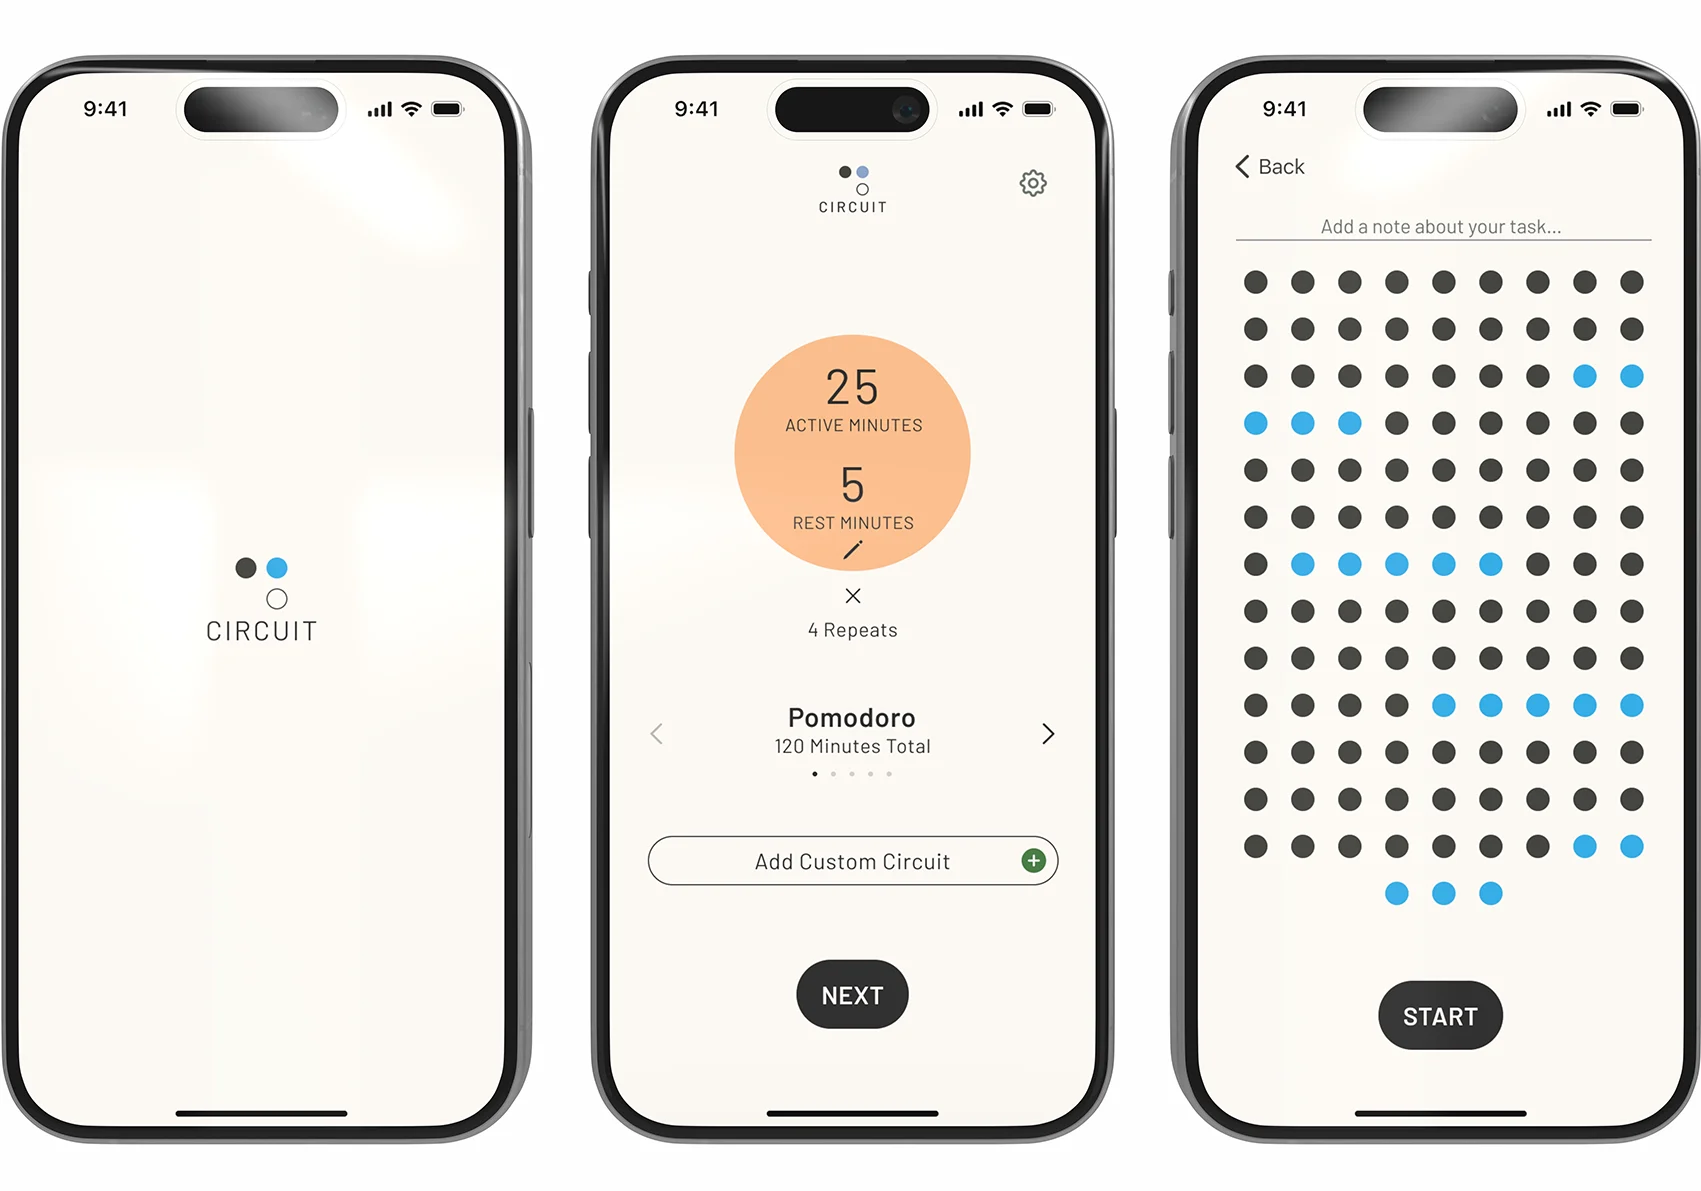 9:41
CIRCUIT
9:41
CIRCUIT
25
ACTIVE MINUTES
5
REST MINUTES
4 Repeats
Pomodoro
120 Minutes Total
Add Custom Circuit
NEXT
9:41
Back
Add a note about your task...
START